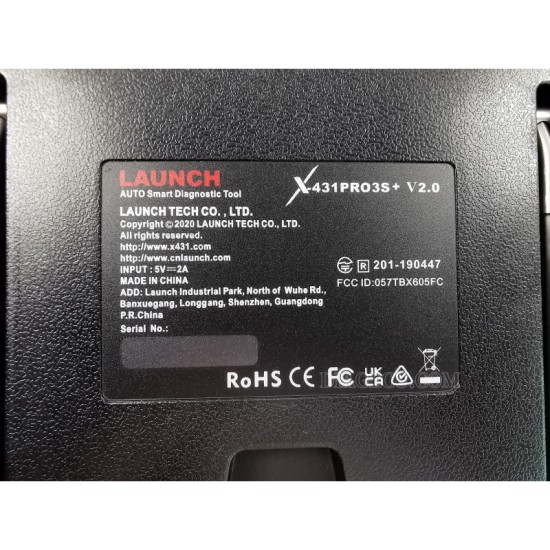 LAUNCH
AUTO Smart Diagnostic Tool
X-431PRO3S+ V2.0
LAUNCH TECH CO. , LTD.
Copyright ©2020 LAUNCH TECH CO., LTD.
All rights reserved.
http://www.x431.com
http://www.cnlaunch.com
INPUT : 5V⎓2A
MADE IN CHINA
R 201-190447
FCC ID:057TBX605FC
ADD: Launch Industrial Park, North of Wuhe Rd.,
Banxuegang, Longgang, Shenzhen, Guangdong
P.R.China
Serial No.:
RoHS CE FC UK CA